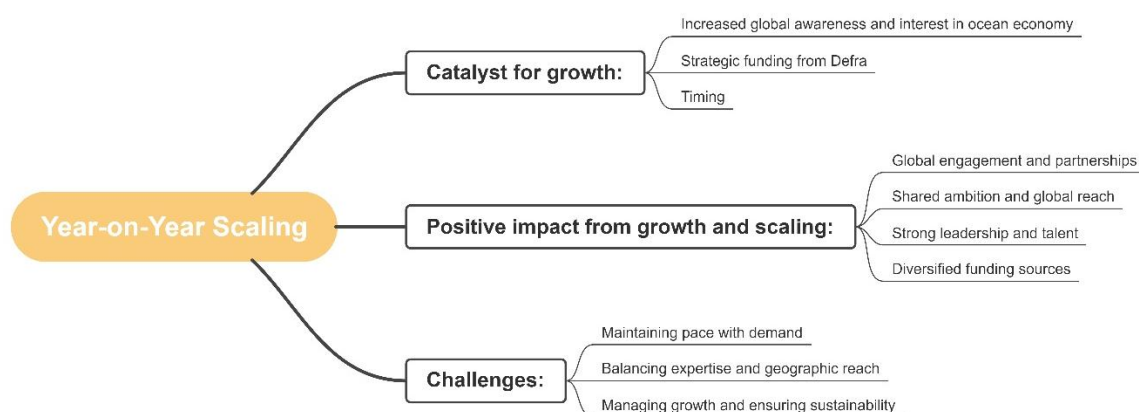 Year-on-Year Scaling
Catalyst for growth:
Increased global awareness and interest in ocean economy
Strategic funding from Defra
Timing
Positive impact from growth and scaling:
Global engagement and partnerships
Shared ambition and global reach
Strong leadership and talent
Diversified funding sources
Challenges:
Maintaining pace with demand
Balancing expertise and geographic reach
Managing growth and ensuring sustainability